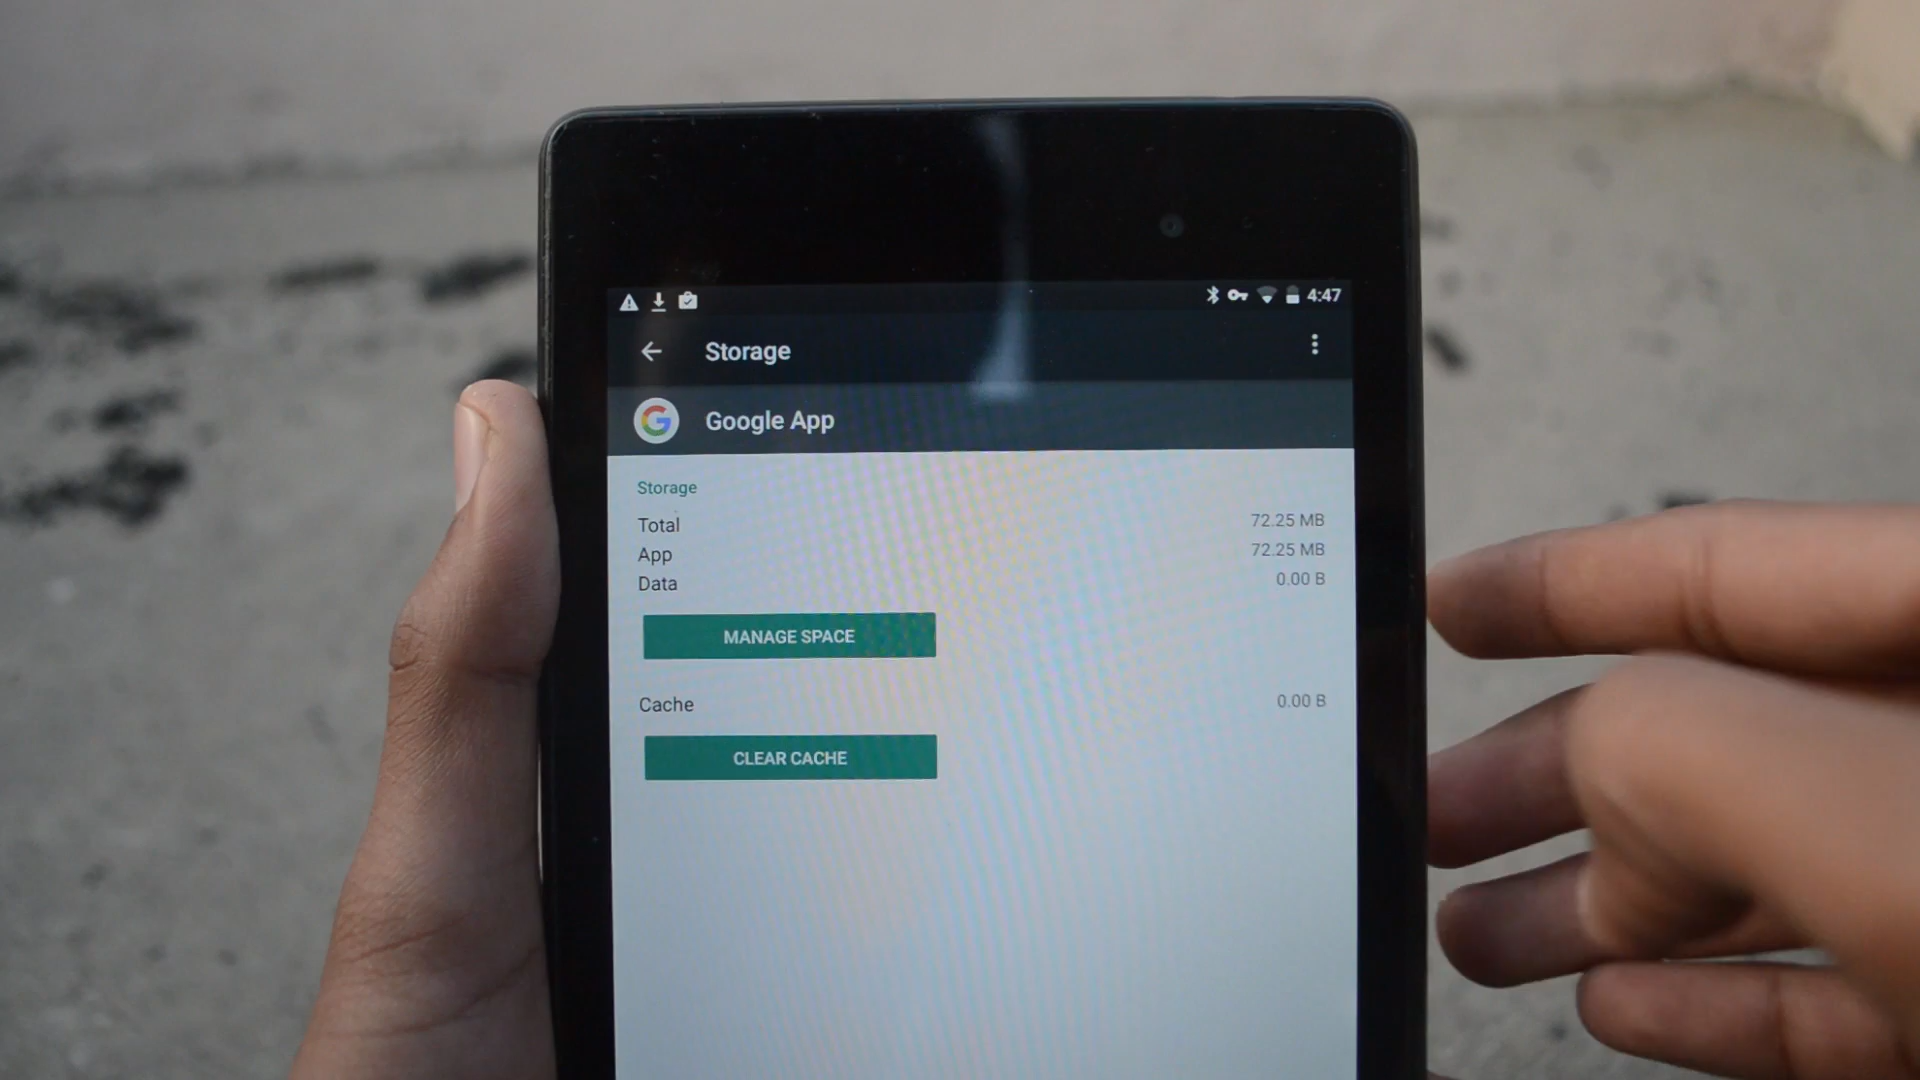 4:47
Storage
Google App
Storage
Total 72.25 MB
App 72.25 MB
Data 0.00 B
MANAGE SPACE
Cache 0.00 B
CLEAR CACHE